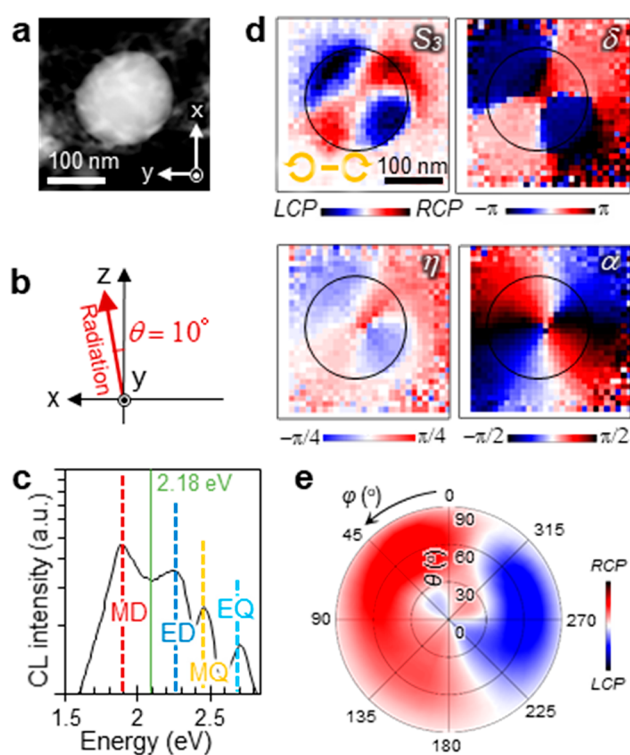 a
x
y
100 nm
b
z
Radiation
θ = 10°
y
x
c
CL intensity (a.u.)
2.18 eV
MD
ED
MQ
EQ
1.5
2.0
2.5
Energy (eV)
d
S3
100 nm
LCP
RCP
δ
−π
π
η
−π/4
π/4
α
−π/2
π/2
e
φ (°)
0
45
90
135
180
225
270
315
θ (°)
90
60
30
0
RCP
LCP